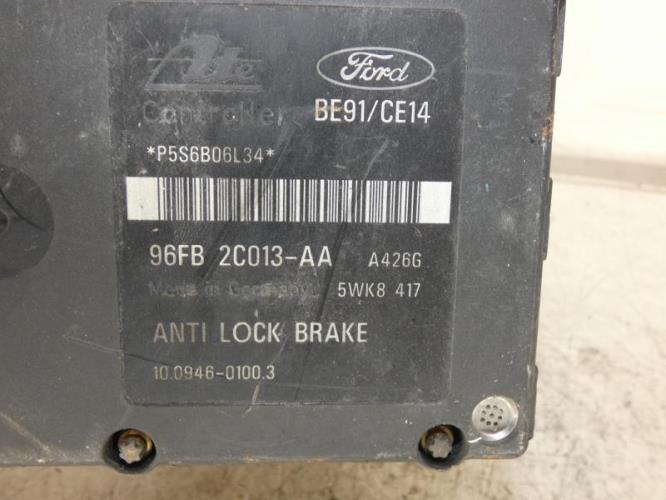 Ate
Ford
Controller BE91/CE14
*P5S6B06L34*
96FB 2C013-AA A426G
Made in Germany 5WK8 417
ANTI LOCK BRAKE
10.0946-0100.3